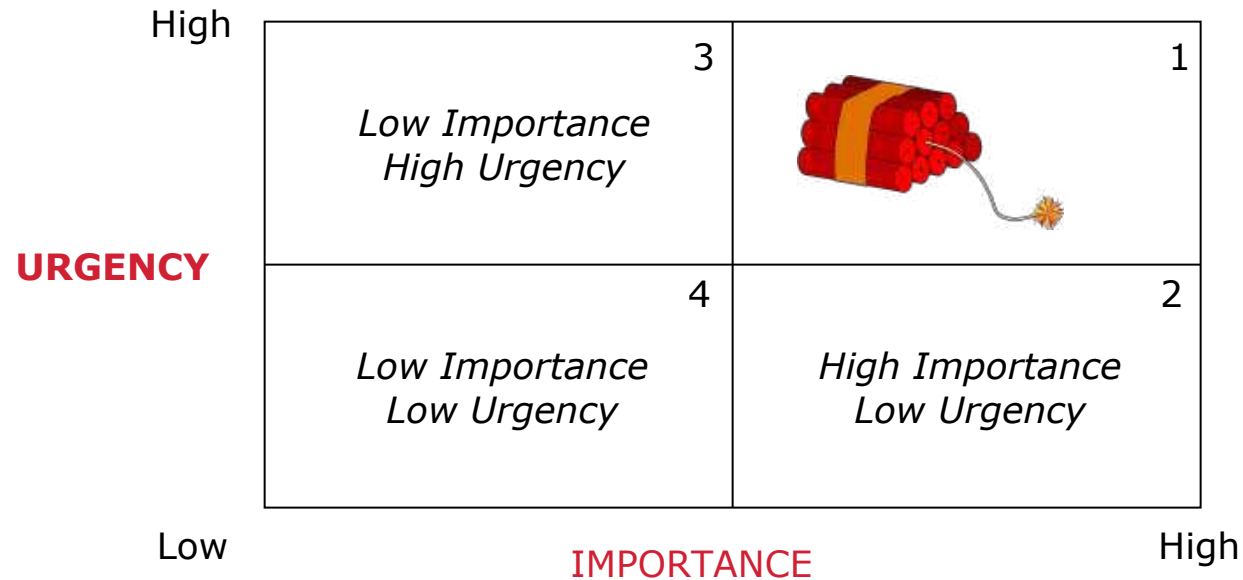 High
3
1
Low Importance
High Urgency
URGENCY
4
2
Low Importance
Low Urgency
High Importance
Low Urgency
Low
IMPORTANCE
High